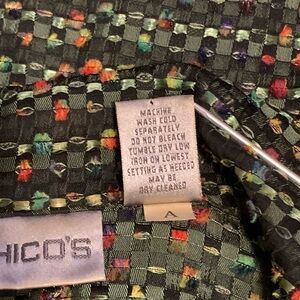 MACHINE
WASH COLD
SEPARATELY
DO NOT BLEACH
TUMBLE DRY LOW
IRON ON LOWEST
SETTING AS NEEDED
MAY BE
DRY CLEANED
HICO'S